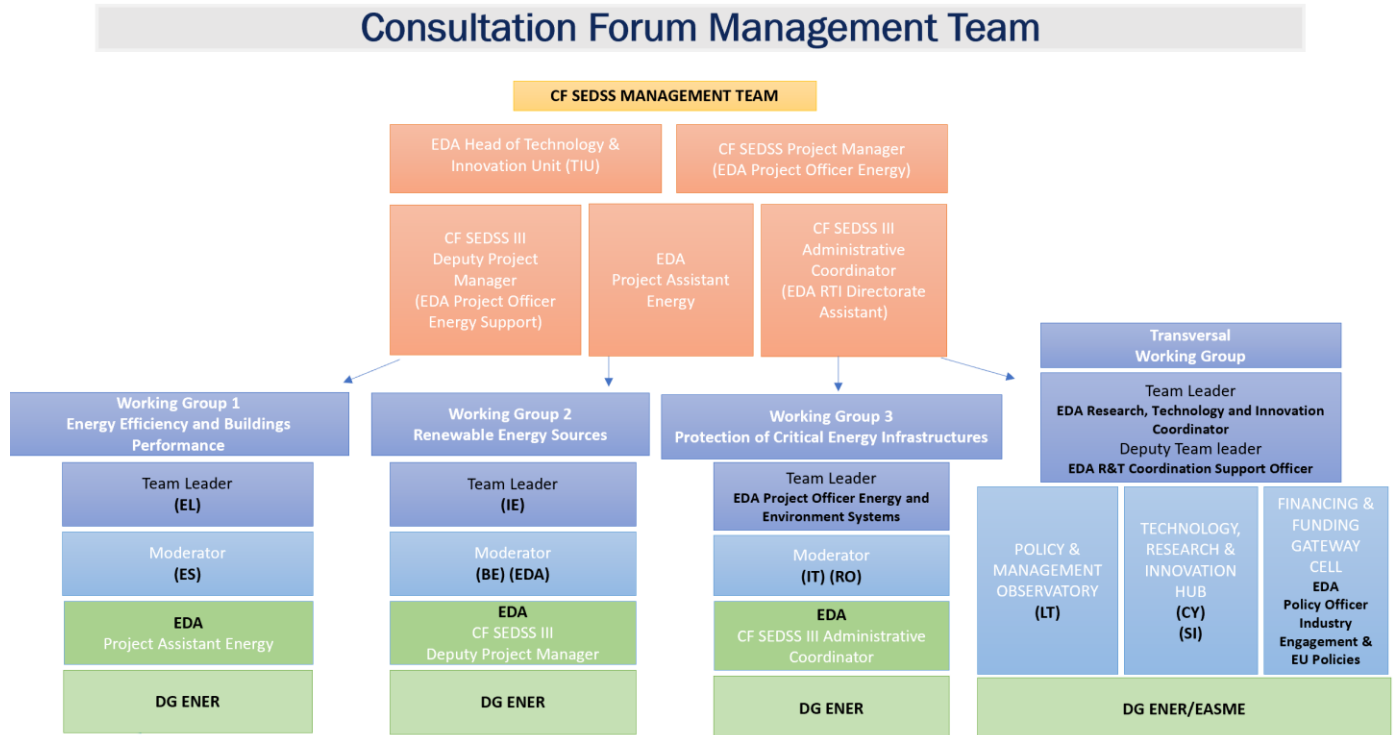 Consultation Forum Management Team
CF SEDSS MANAGEMENT TEAM
EDA Head of Technology &
Innovation Unit (TIU)
CF SEDSS Project Manager
(EDA Project Officer Energy)
CF SEDSS III
Deputy Project
Manager
(EDA Project Officer
Energy Support)
EDA
Project Assistant
Energy
CF SEDSS III
Administrative
Coordinator
(EDA RTI Directorate
Assistant)
Working Group 1
Energy Efficiency and Buildings
Performance
Team Leader
(EL)
Moderator
(ES)
EDA
Project Assistant Energy
DG ENER
Working Group 2
Renewable Energy Sources
Team Leader
(IE)
Moderator
(BE) (EDA)
EDA
CF SEDSS III
Deputy Project Manager
DG ENER
Working Group 3
Protection of Critical Energy Infrastructures
Team Leader
EDA Project Officer Energy and
Environment Systems
Moderator
(IT) (RO)
EDA
CF SEDSS III Administrative
Coordinator
DG ENER
Transversal
Working Group
Team Leader
EDA Research, Technology and Innovation
Coordinator
Deputy Team leader
EDA R&T Coordination Support Officer
POLICY &
MANAGEMENT
OBSERVATORY
(LT)
TECHNOLOGY,
RESEARCH &
INNOVATION
HUB
(CY)
(SI)
FINANCING &
FUNDING
GATEWAY
CELL
EDA
Policy Officer
Industry
Engagement &
EU Policies
DG ENER/EASME